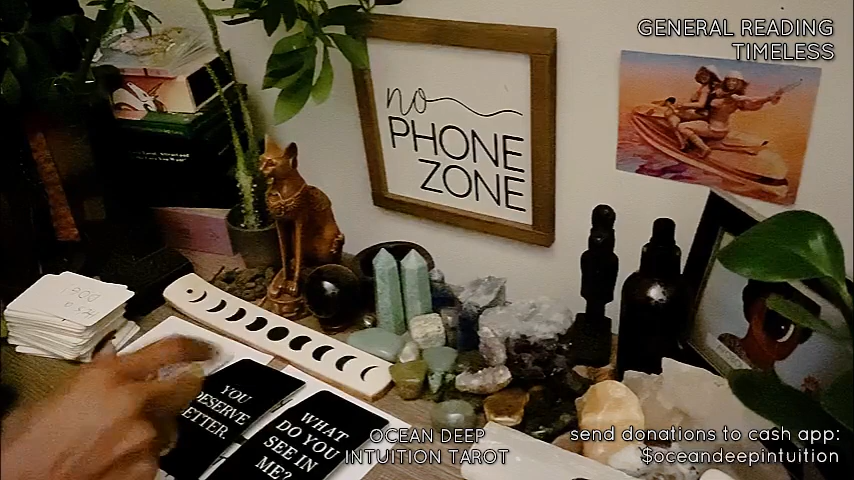 GENERAL READING
TIMELESS
no
PHONE
ZONE
YOU
DESERVE
ETTER.
WHAT
DO YOU
SEE IN
ME?
OCEAN DEEP
INTUITION TAROT
send donations to cash app:
$oceandeepintuition